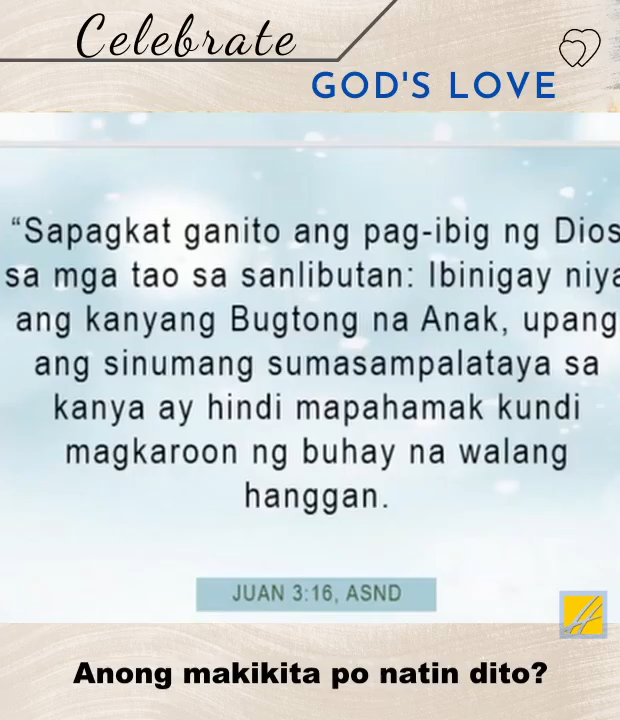 Celebrate
GOD'S LOVE
“Sapagkat ganito ang pag-ibig ng Dios
sa mga tao sa sanlibutan: Ibinigay niya
ang kanyang Bugtong na Anak, upang
ang sinumang sumasampalataya sa
kanya ay hindi mapahamak kundi
magkaroon ng buhay na walang
hanggan.
JUAN 3:16, ASND
Anong makikita po natin dito?